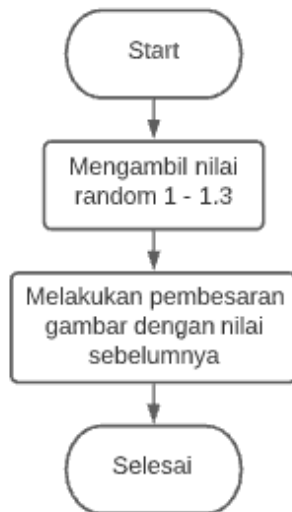 Start
Mengambil nilai
random 1 - 1.3
Melakukan pembesaran
gambar dengan nilai
sebelumnya
Selesai